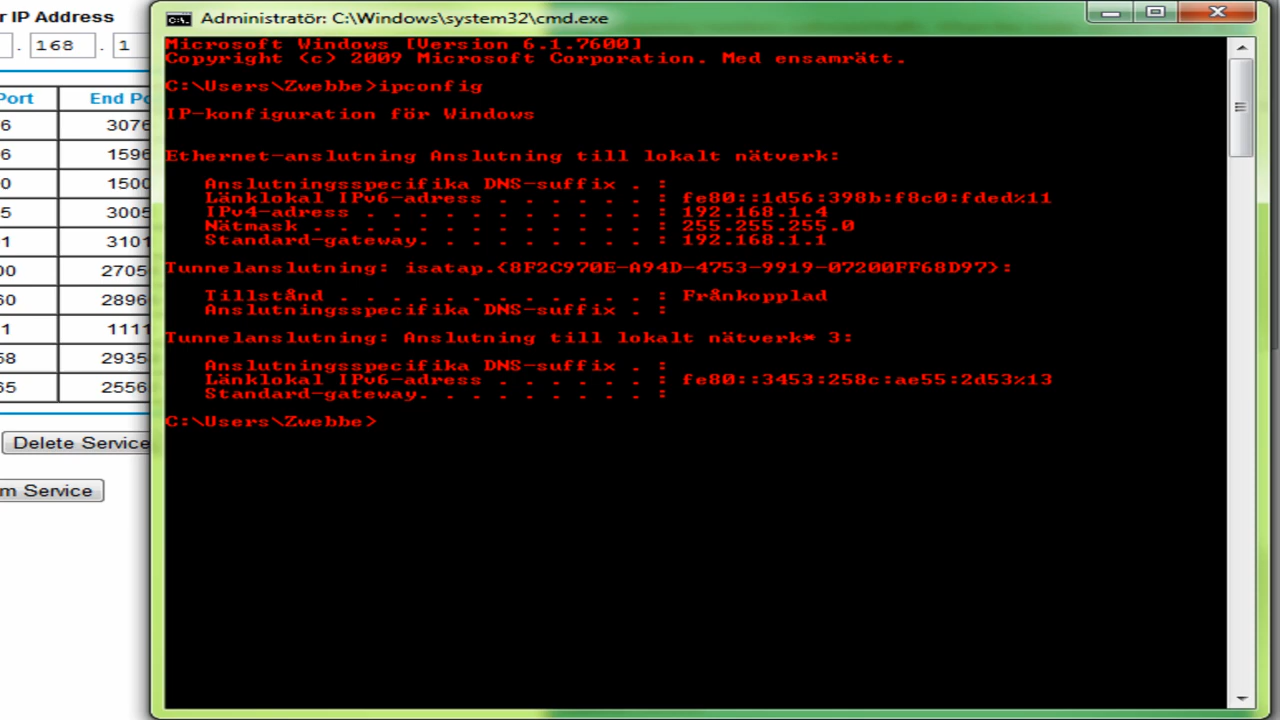 r IP Address
. 168 . 1
Port End Po
6 3076
6 1596
0 1500
5 3005
1 3101
00 2705
60 2896
1 1111
58 2935
65 2556
Delete Service
m Service
Administratör: C:\Windows\system32\cmd.exe
Microsoft Windows [Version 6.1.7600]
Copyright (c) 2009 Microsoft Corporation. Med ensamrätt.
C:\Users\Zwebbe>ipconfig
IP-konfiguration för Windows
Ethernet-anslutning Anslutning till lokalt nätverk:
Anslutningsspecifika DNS-suffix . :
Länklokal IPv6-adress . . . . . . : fe80::1d56:398b:f8c0:fded%11
IPv4-adress . . . . . . . . . . . : 192.168.1.4
Nätmask . . . . . . . . . . . . . : 255.255.255.0
Standard-gateway. . . . . . . . . : 192.168.1.1
Tunnelanslutning: isatap.{8F2C970E-A94D-4753-9919-07200FF68D97}:
Tillstånd . . . . . . . . . . . . : Frånkopplad
Anslutningsspecifika DNS-suffix . :
Tunnelanslutning: Anslutning till lokalt nätverk* 3:
Anslutningsspecifika DNS-suffix . :
Länklokal IPv6-adress . . . . . . : fe80::3453:258c:ae55:2d53%13
Standard-gateway. . . . . . . . . :
C:\Users\Zwebbe>